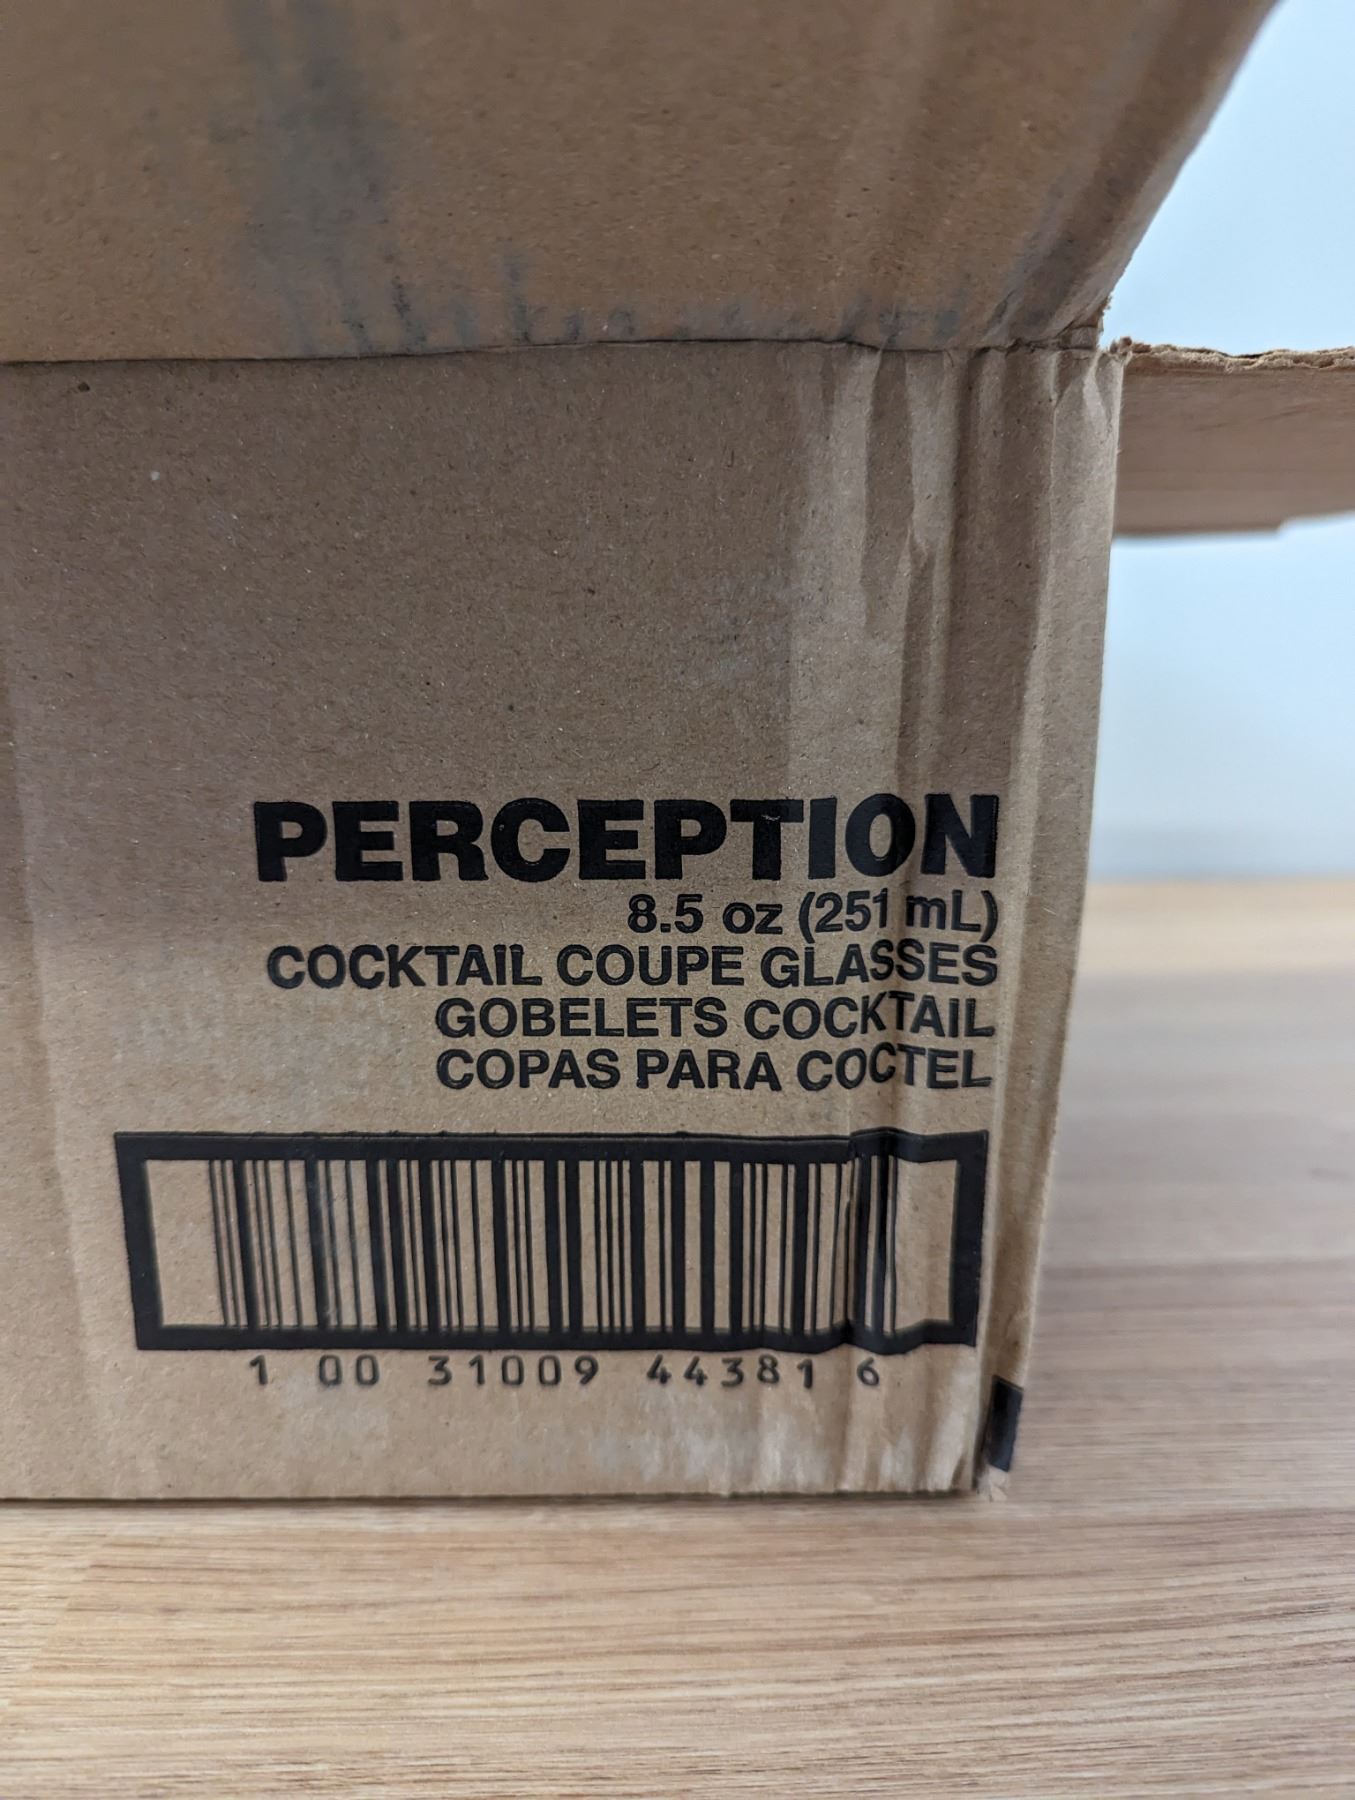 PERCEPTION
8.5 oz (251 mL)
COCKTAIL COUPE GLASSES
GOBELETS COCKTAIL
COPAS PARA COCTEL
1 00 31009 44381 6